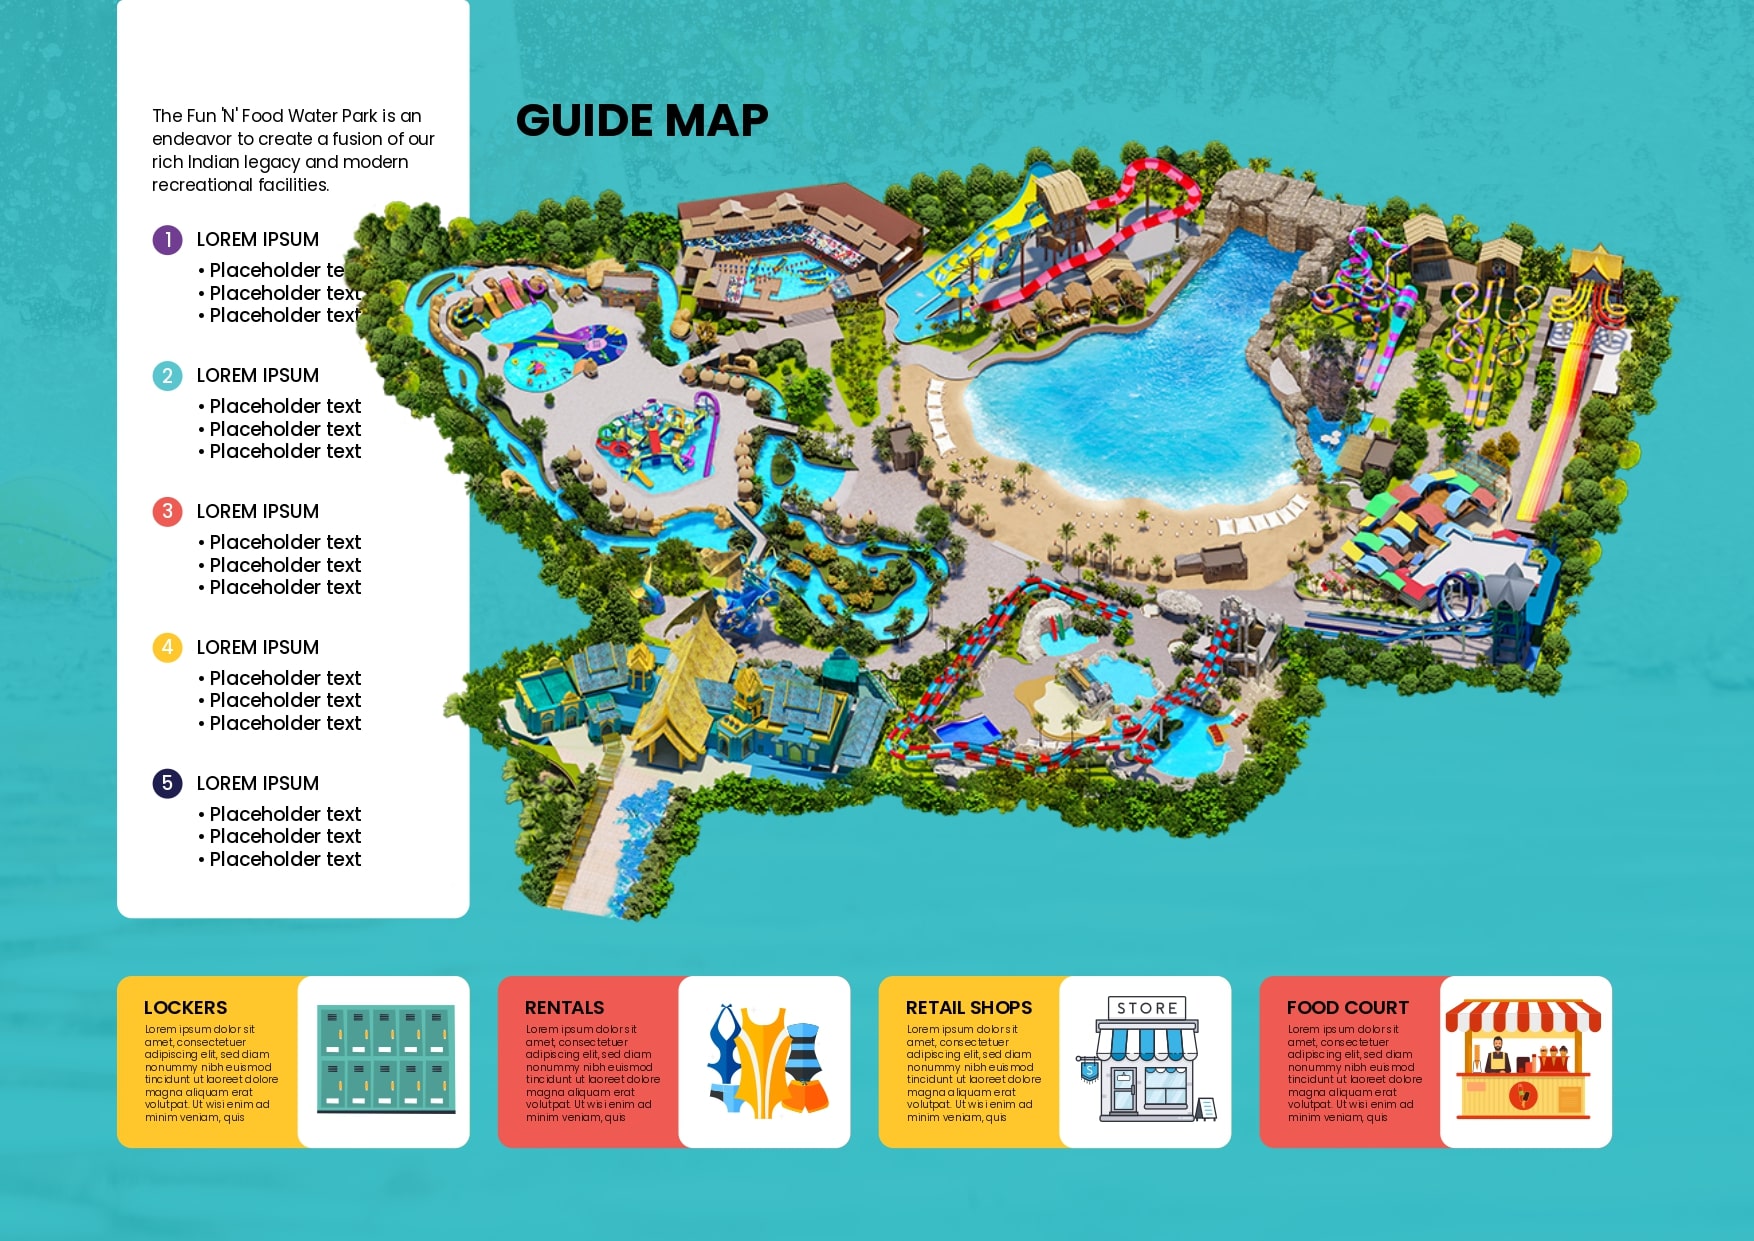 The Fun 'N' Food Water Park is an
endeavor to create a fusion of our
rich Indian legacy and modern
recreational facilities.
1 LOREM IPSUM
• Placeholder te
• Placeholder text
• Placeholder text
2 LOREM IPSUM
• Placeholder text
• Placeholder text
• Placeholder text
3 LOREM IPSUM
• Placeholder text
• Placeholder text
• Placeholder text
4 LOREM IPSUM
• Placeholder text
• Placeholder text
• Placeholder text
5 LOREM IPSUM
• Placeholder text
• Placeholder text
• Placeholder text
GUIDE MAP
LOCKERS
Lorem ipsum dolor sit
amet, consectetuer
adipiscing elit, sed diam
nonummy nibh euismod
tincidunt ut laoreet dolore
magna aliquam erat
volutpat. Ut wisi enim ad
minim veniam, quis
RENTALS
Lorem ipsum dolor sit
amet, consectetuer
adipiscing elit, sed diam
nonummy nibh euismod
tincidunt ut laoreet dolore
magna aliquam erat
volutpat. Ut wisi enim ad
minim veniam, quis
RETAIL SHOPS
Lorem ipsum dolor sit
amet, consectetuer
adipiscing elit, sed diam
nonummy nibh euismod
tincidunt ut laoreet dolore
magna aliquam erat
volutpat. Ut wisi enim ad
minim veniam, quis
STORE
S
FOOD COURT
Lorem ipsum dolor sit
amet, consectetuer
adipiscing elit, sed diam
nonummy nibh euismod
tincidunt ut laoreet dolore
magna aliquam erat
volutpat. Ut wisi enim ad
minim veniam, quis